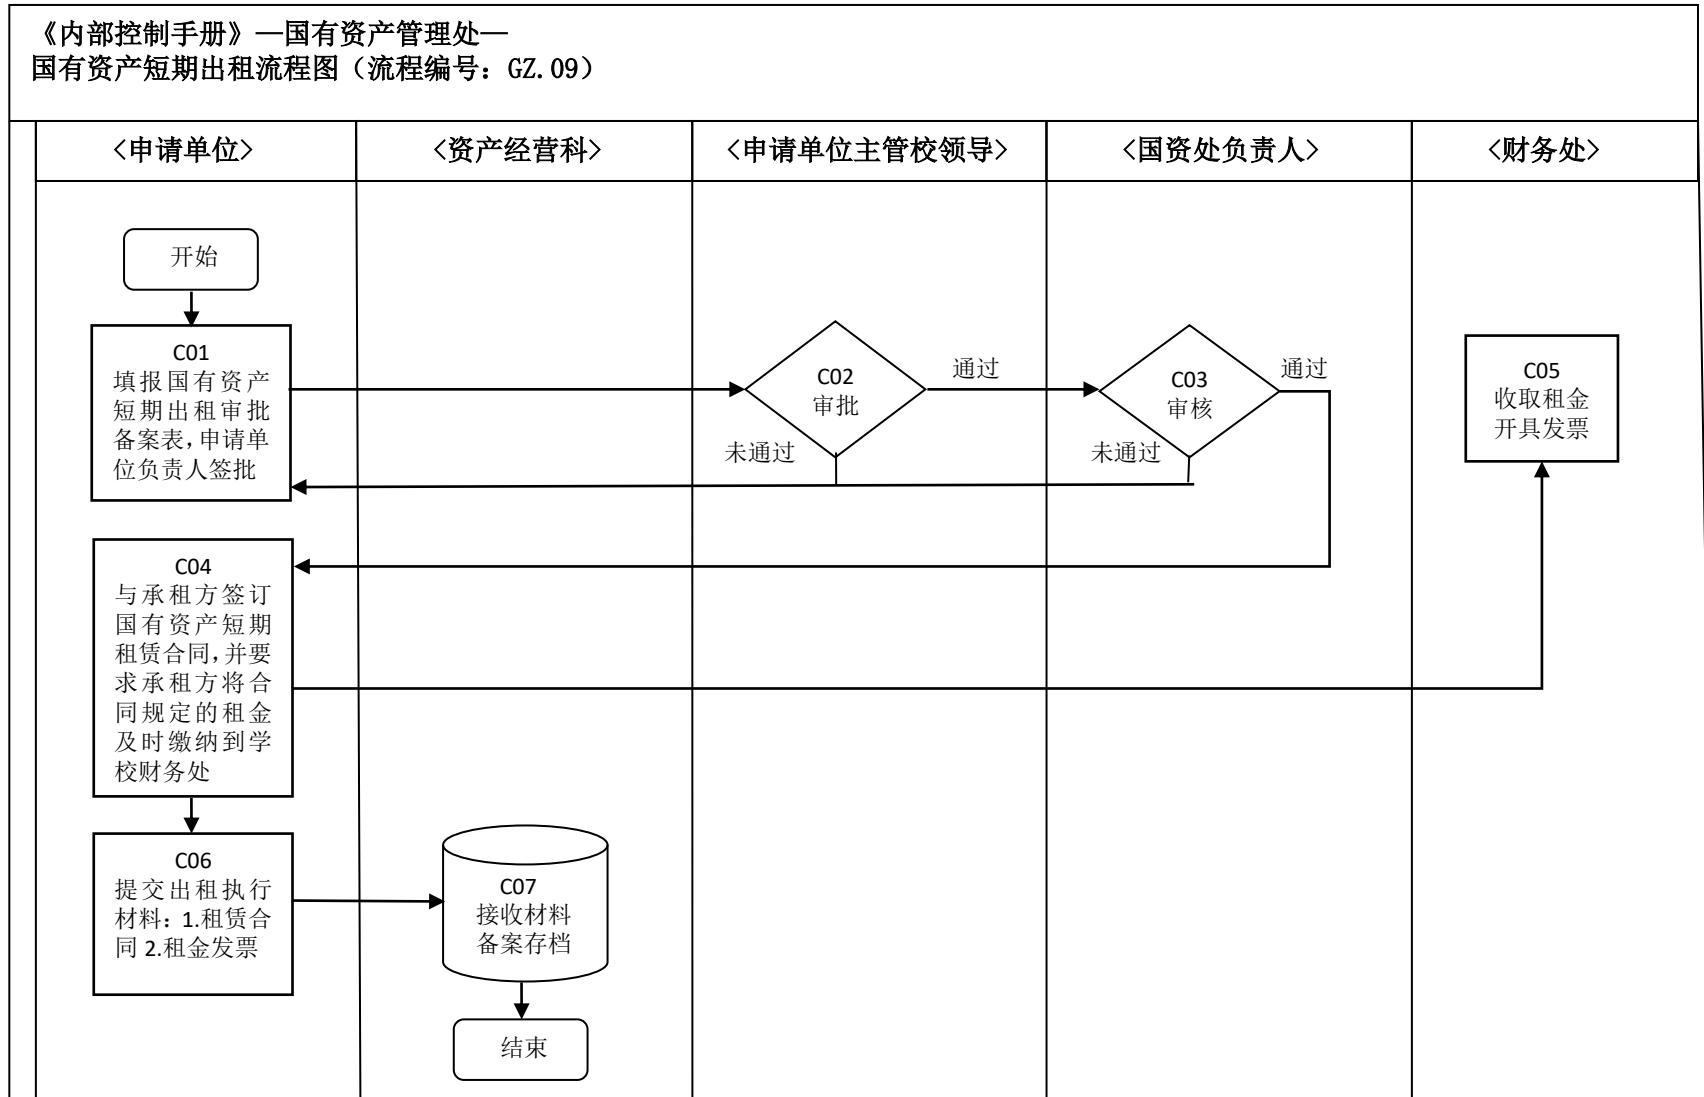 《内部控制手册》—国有资产管理处—
国有资产短期出租流程图（流程编号：GZ.09）
<申请单位>
<资产经营科>
<申请单位主管校领导>
<国资处负责人>
<财务处>
开始
C01
填报国有资产
短期出租审批
备案表，申请单
位负责人签批
C02
审批
通过
未通过
C03
审核
通过
未通过
C05
收取租金
开具发票
C04
与承租方签订
国有资产短期
租赁合同，并要
求承租方将合
同规定的租金
及时缴纳到学
校财务处
C06
提交出租执行
材料：1.租赁合
同 2.租金发票
C07
接收材料
备案存档
结束